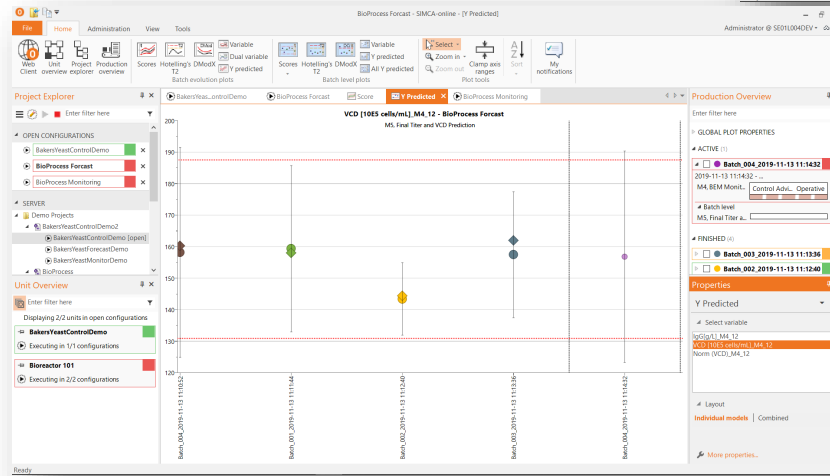 BioProcess Forcast - SIMCA-online - [Y Predicted]
File Home Administration View Tools
Administrator @ SE01L004DEV
Web Client
Unit overview
Project explorer
Production overview
Scores
Hotelling's T2
DModX
Variable
Dual variable
Y predicted
Batch evolution plots
Scores
Hotelling's T2
DModX
Variable
Y predicted
All Y predicted
Batch level plots
Select
Zoom in
Zoom out
Clamp axis ranges
Sort
Plot tools
My notifications
Project Explorer
Enter filter here
OPEN CONFIGURATIONS
BakersYeastControlDemo
BioProcess Forcast
BioProcess Monitoring
SERVER
Demo Projects
BakersYeastControlDemo2
BakersYeastControlDemo [open]
BakersYeastForecastDemo
BakersYeastMonitorDemo
BioProcess
Unit Overview
Enter filter here
Displaying 2/2 units in open configurations
BakersYeastControlDemo
Executing in 1/1 configurations
Bioreactor 101
Executing in 2/2 configurations
BakersYeas...ontrolDemo
BioProcess Forcast
Score
Y Predicted
BioProcess Monitoring
VCD [10E5 cells/mL]_M4_12 - BioProcess Forcast
M5, Final Titer and VCD Prediction
200
190
180
170
160
150
140
130
120
Batch_004_2019-11-13 11:10:52
Batch_001_2019-11-13 11:11:44
Batch_002_2019-11-13 11:12:40
Batch_003_2019-11-13 11:13:36
Batch_004_2019-11-13 11:14:32
Production Overview
Enter filter here
GLOBAL PLOT PROPERTIES
ACTIVE (1)
Batch_004_2019-11-13 11:14:32
2019-11-13 11:14:32 - ...
M4, BEM Monit... Control Advi... Operative
Batch level
M5, Final Titer a...
FINISHED (4)
Batch_003_2019-11-13 11:13:36
Batch_002_2019-11-13 11:12:40
Properties
Y Predicted
Select variable
IgG[g/L]_M4_12
VCD [10E5 cells/mL]_M4_12
Norm (VCD)_M4_12
Layout
Individual models | Combined
More properties...
Ready